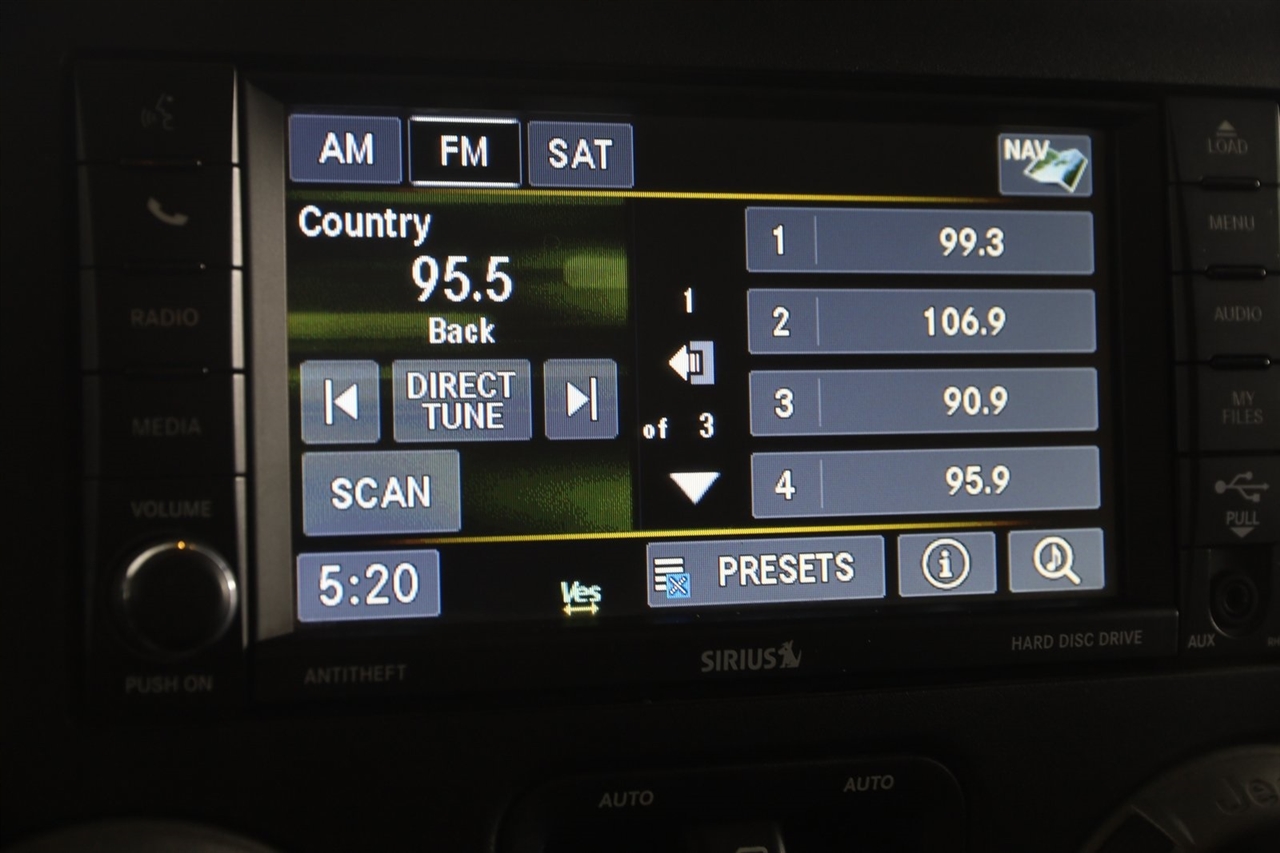 AM
FM
SAT
NAV
Country
95.5
Back
DIRECT
TUNE
SCAN
1
of 3
1 99.3
2 106.9
3 90.9
4 95.9
5:20
Ves
PRESETS
i
RADIO
MEDIA
VOLUME
PUSH ON
LOAD
MENU
AUDIO
MY
FILES
PULL
AUX
ANTITHEFT
SIRIUS
HARD DISC DRIVE
AUTO
AUTO